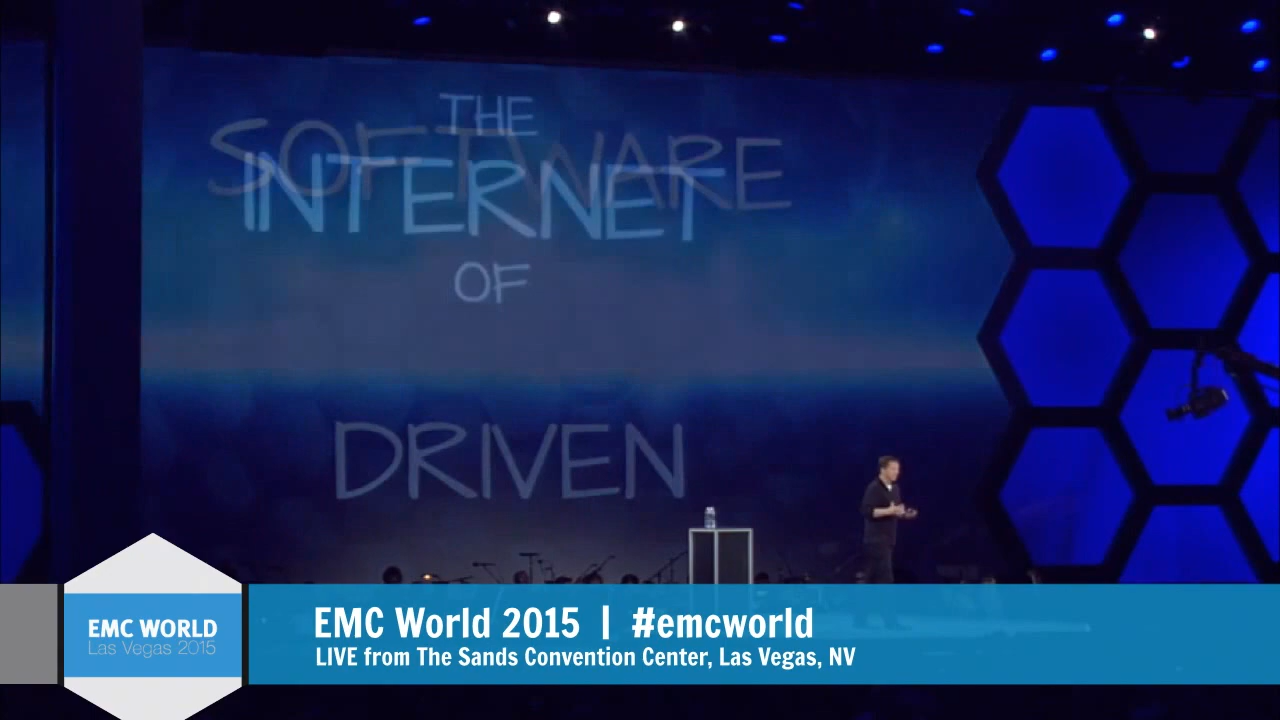 THE
SOFTWARE
INTERNET
OF
DRIVEN
EMC WORLD
Las Vegas 2015
EMC World 2015 | #emcworld
LIVE from The Sands Convention Center, Las Vegas, NV